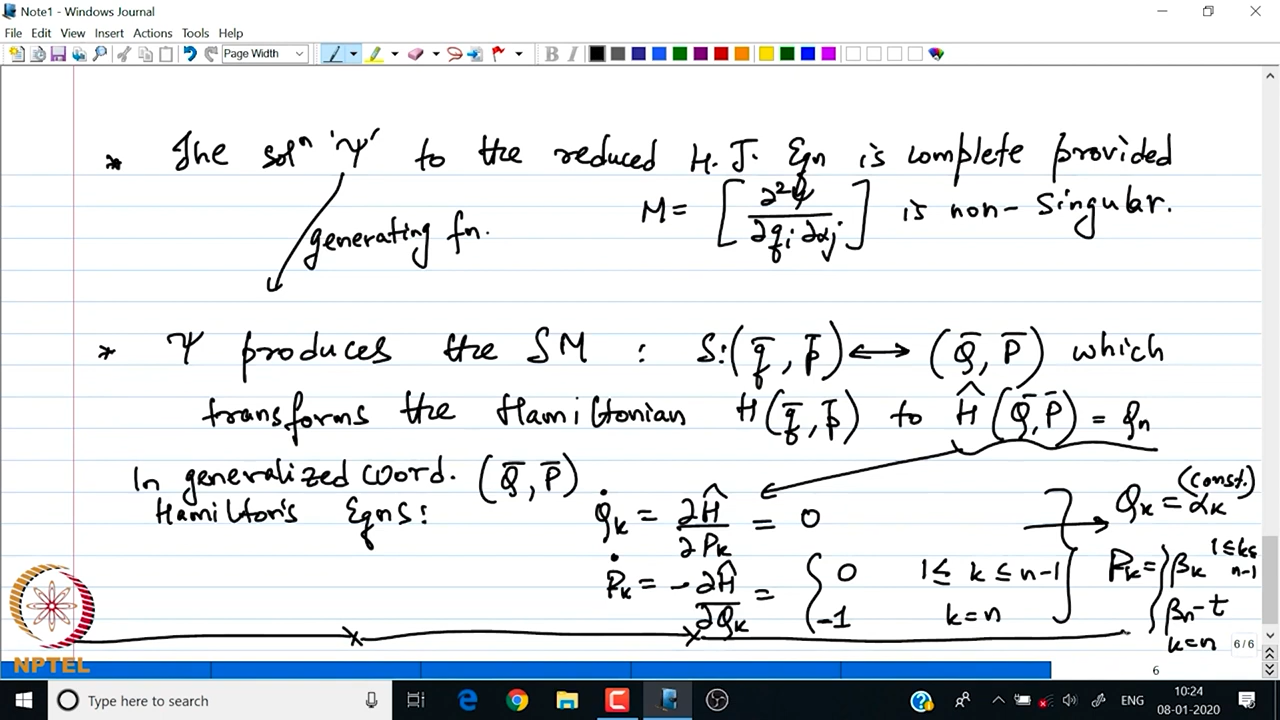 Note1 - Windows Journal
File Edit View Insert Actions Tools Help
Page Width
B I
* The solⁿ 'Ψ' to the reduced H. J. Eqn is complete provided
M = [∂²Ψ / ∂qi ∂αj] is non-singular.
generating fn.
* Ψ produces the SM : S: (q̄, p̄) ↔ (Q̄, P̄) which
transforms the Hamiltonian H(q̄, p̄) to Ĥ(Q̄, P̄) = Qn
In generalized coord. (Q̄, P̄)
Hamilton's Eqns:
Q̇k = ∂Ĥ/∂Pk = 0
Ṗk = -∂Ĥ/∂Qk = { 0 1 ≤ k ≤ n-1
-1 k=n }
→ Qk = αk (const.)
Pk = { βk 1≤k≤ n-1
βn-t k=n
NPTEL
6/6
6
Type here to search
ENG
10:24
08-01-2020